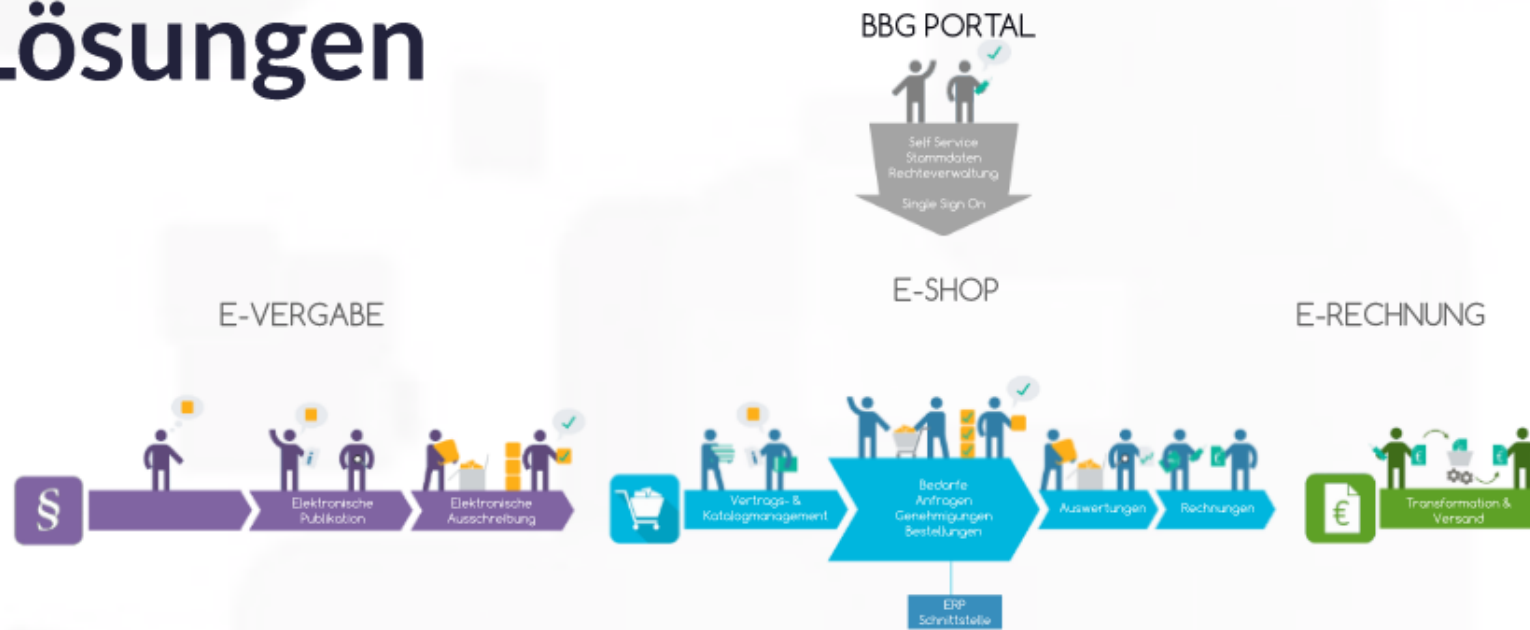 Lösungen
BBG PORTAL
Self Service
Stammdaten
Rechteverwaltung
Single Sign On
E-VERGABE
E-SHOP
E-RECHNUNG
§
Elektronische
Publikation
Elektronische
Ausschreibung
Vertrags- &
Katalogmanagement
Bedarfe
Anfragen
Genehmigungen
Bestellungen
Auswertungen
Rechnungen
€
Transformation &
Versand
ERP
Schnittstelle